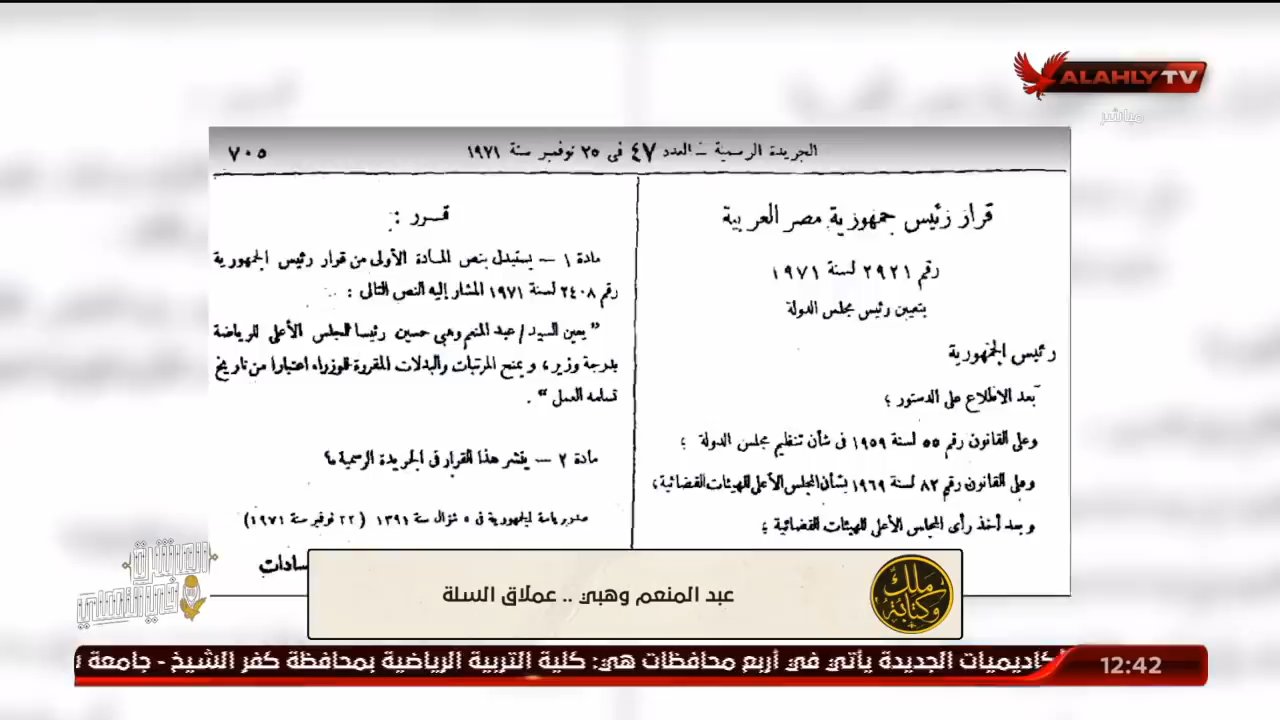 ALAHLY TV
مباشر
الجريدة الرسمية – العدد ٤٧ فى ٢٥ نوفمبر سنة ١٩٧١
٧٠٥
قرار رئيس جمهورية مصر العربية
رقم ٢٩٢١ لسنة ١٩٧١
بتعيين رئيس مجلس الدولة
رئيس الجمهورية
بعد الاطلاع على الدستور ؛
وعلى القانون رقم ٥٥ لسنة ١٩٥٩ فى شأن تنظيم مجلس الدولة ؛
وعلى القانون رقم ٨٢ لسنة ١٩٦٩ بشأن المجلس الأعلى للهيئات القضائية ؛
وبعد أخذ رأى المجلس الأعلى للهيئات القضائية ؛
قـرر :
مادة ١ — يستبدل بنص المادة الأولى من قرار رئيس الجمهورية
رقم ٢٤٠٨ لسنة ١٩٧١ المشار إليه النص التالى :
" يعين السيد / عبد المنعم وهبى حسين رئيسا للمجلس الأعلى للرياضة
بدرجة وزير ، ويمنح المرتبات والبدلات المقررة للوزراء اعتبارا من تاريخ
تسلمه العمل " .
مادة ٢ — ينشر هذا القرار فى الجريدة الرسمية ؟
صدر برياسة الجمهورية فى ٥ شوال سنة ١٣٩١ ( ٢٢ نوفمبر سنة ١٩٧١ )
سادات
ملك وكتابة
عبد المنعم وهبي .. عملاق السلة
كاديميات الجديدة يأتي في أربع محافظات هي: كلية التربية الرياضية بمحافظة كفر الشيخ - جامعة
12:42